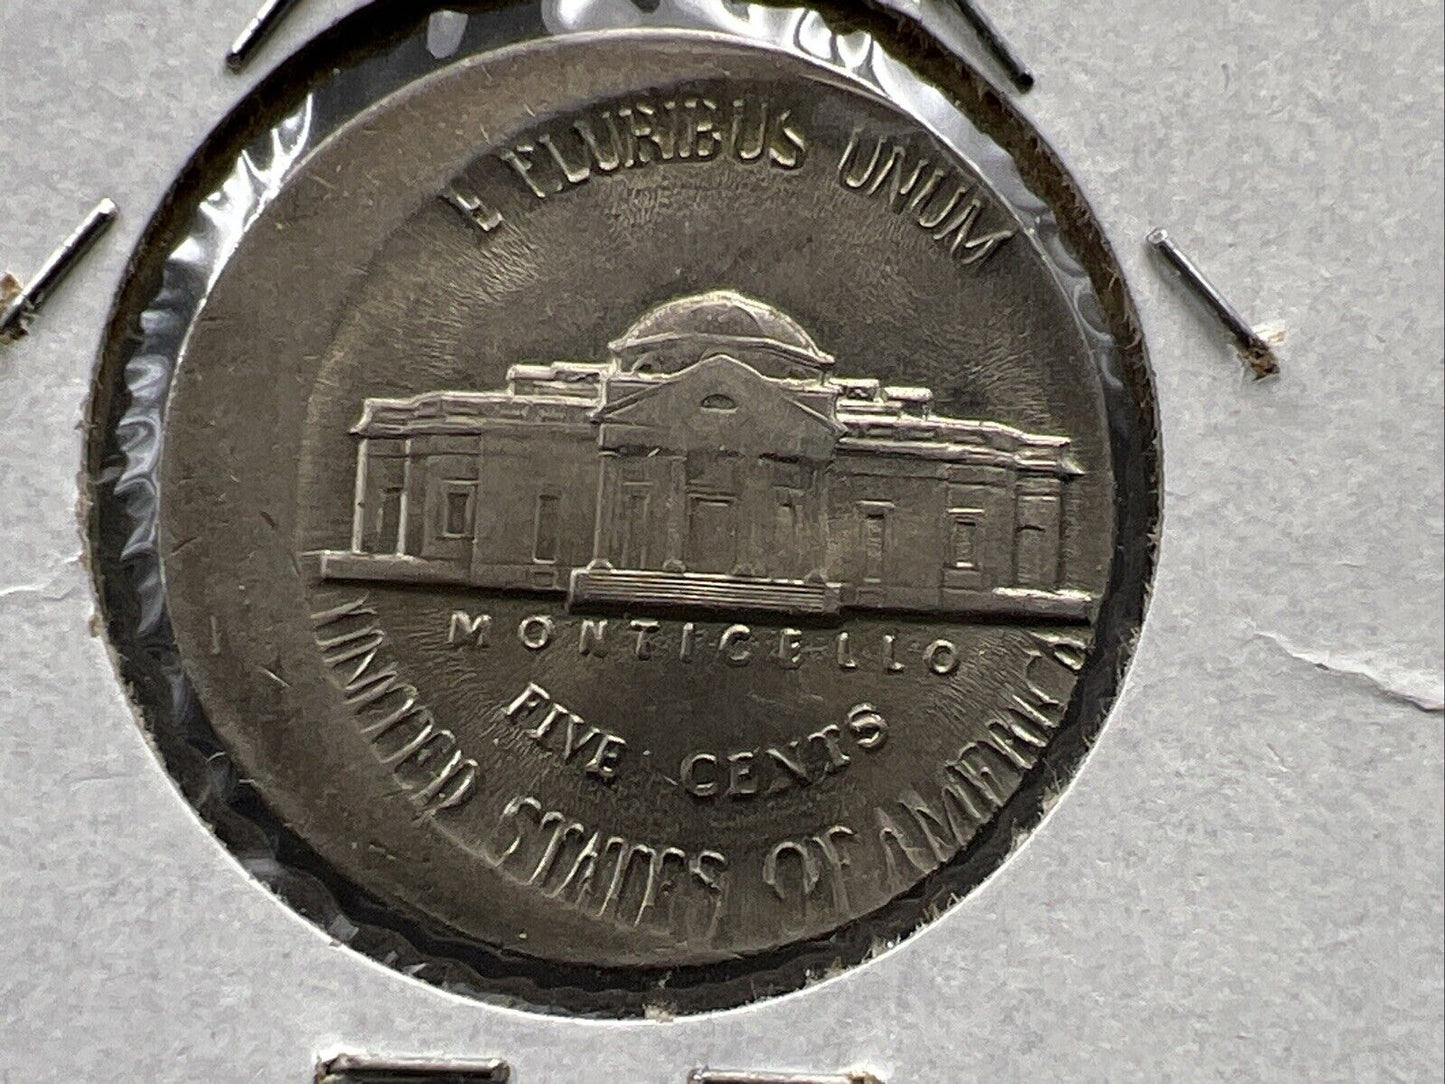 E PLURIBUS UNUM
MONTICELLO
FIVE CENTS
UNITED STATES OF AMERICA